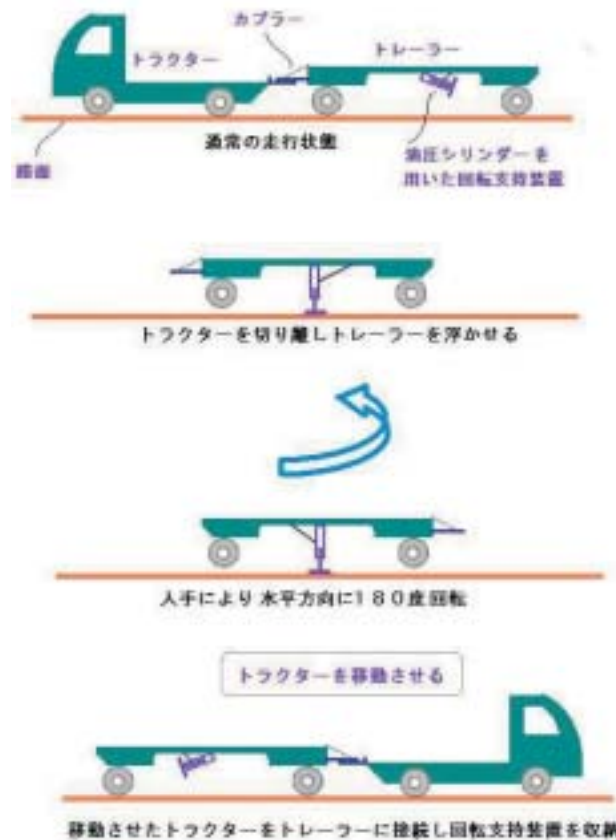 カプラー
トラクター
トレーラー
通常の走行状態
路面
油圧シリンダーを
用いた回転支持装置
トラクターを切り離しトレーラーを浮かせる
人手により水平方向に180度回転
トラクターを移動させる
移動させたトラクターをトレーラーに接続し回転支持装置を収納